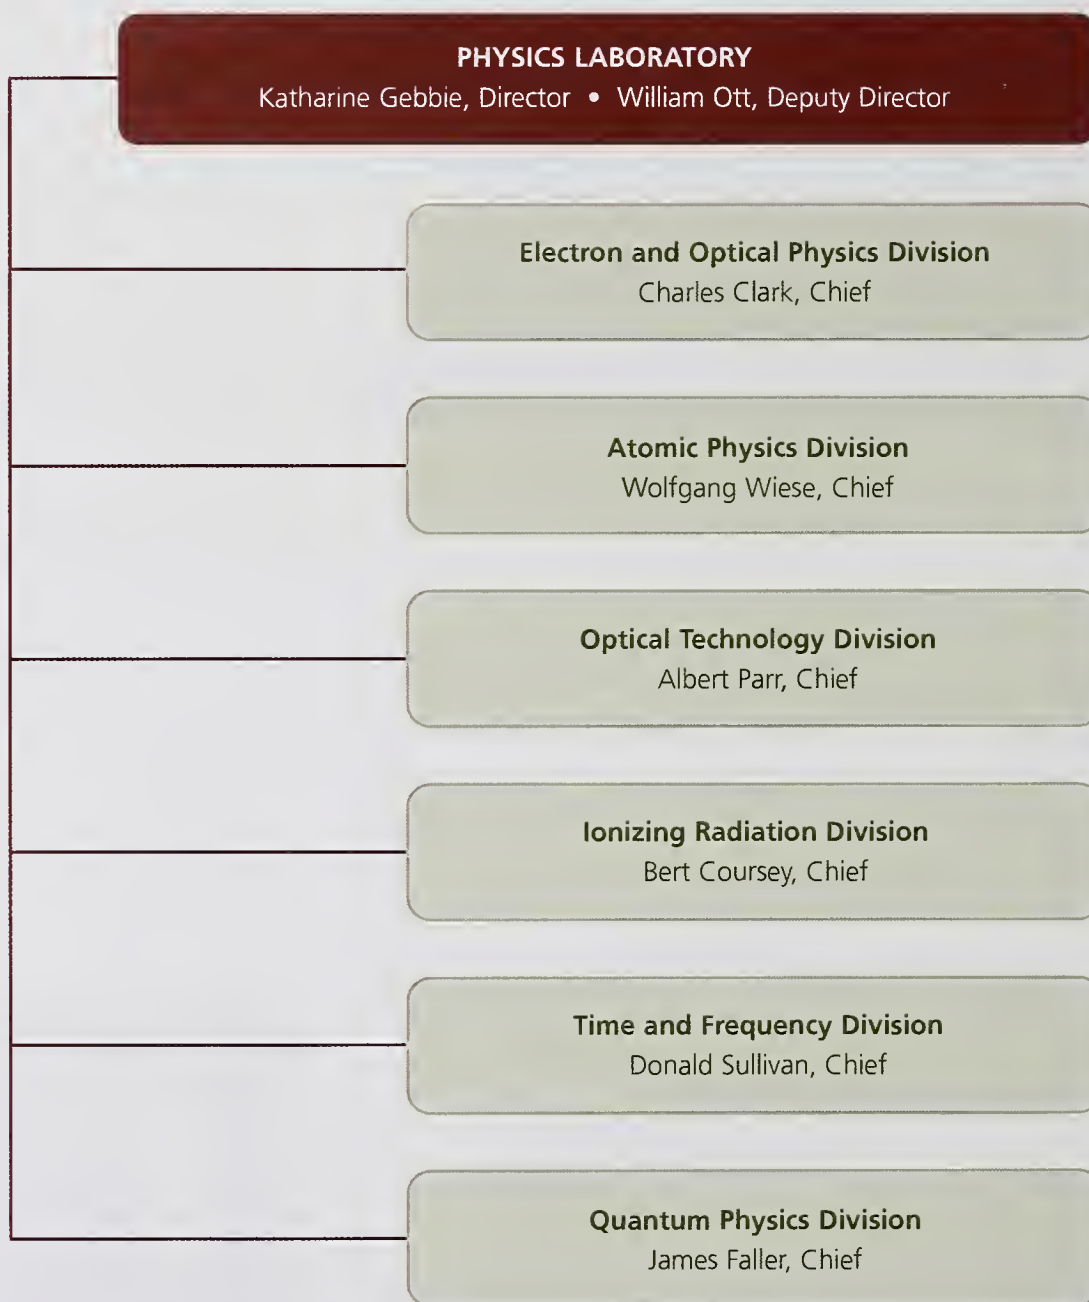 PHYSICS LABORATORY
Katharine Gebbie, Director • William Ott, Deputy Director
Electron and Optical Physics Division
Charles Clark, Chief
Atomic Physics Division
Wolfgang Wiese, Chief
Optical Technology Division
Albert Parr, Chief
Ionizing Radiation Division
Bert Coursey, Chief
Time and Frequency Division
Donald Sullivan, Chief
Quantum Physics Division
James Faller, Chief